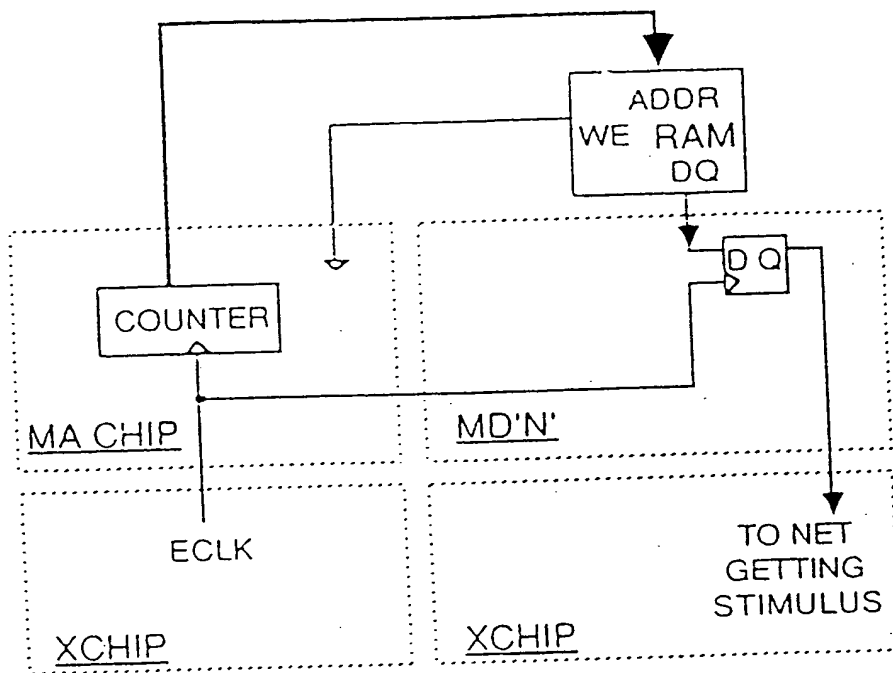 ADDR
WE RAM
DQ
D Q
COUNTER
MA CHIP
MD'N'
ECLK
TO NET
GETTING
STIMULUS
XCHIP
XCHIP